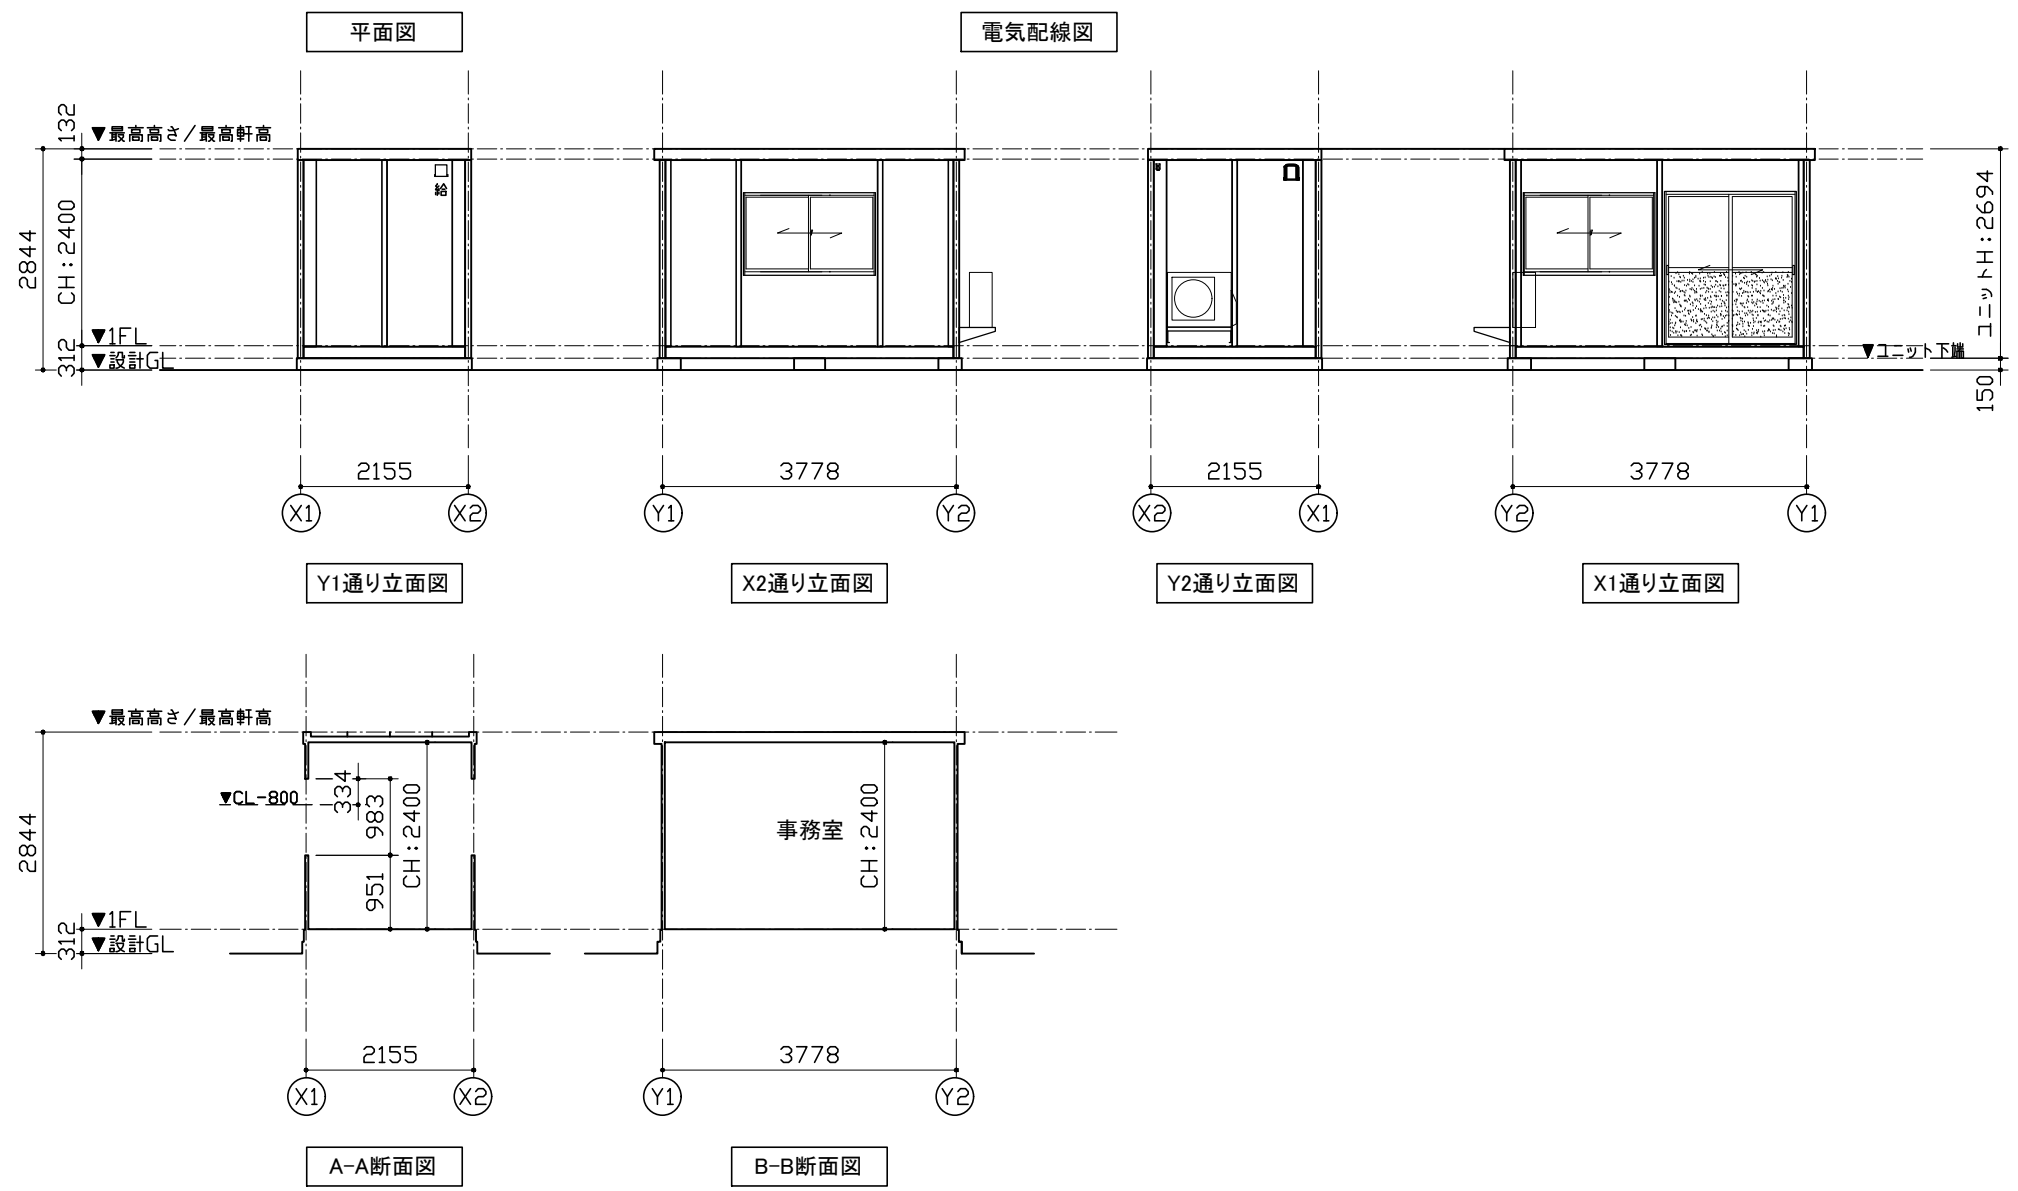 平面図
電気配線図
132
▼最高高さ/最高軒高
給
CH:2400
2844
ユニットH:2694
▼1FL
312
▼設計GL
▼ユニット下端
150
2155
3778
2155
3778
X1
X2
Y1
Y2
X2
X1
Y2
Y1
Y1通り立面図
X2通り立面図
Y2通り立面図
X1通り立面図
▼最高高さ/最高軒高
334
▼CL-800
983
CH:2400
951
2844
事務室
CH:2400
▼1FL
312
▼設計GL
2155
3778
X1
X2
Y1
Y2
A-A断面図
B-B断面図